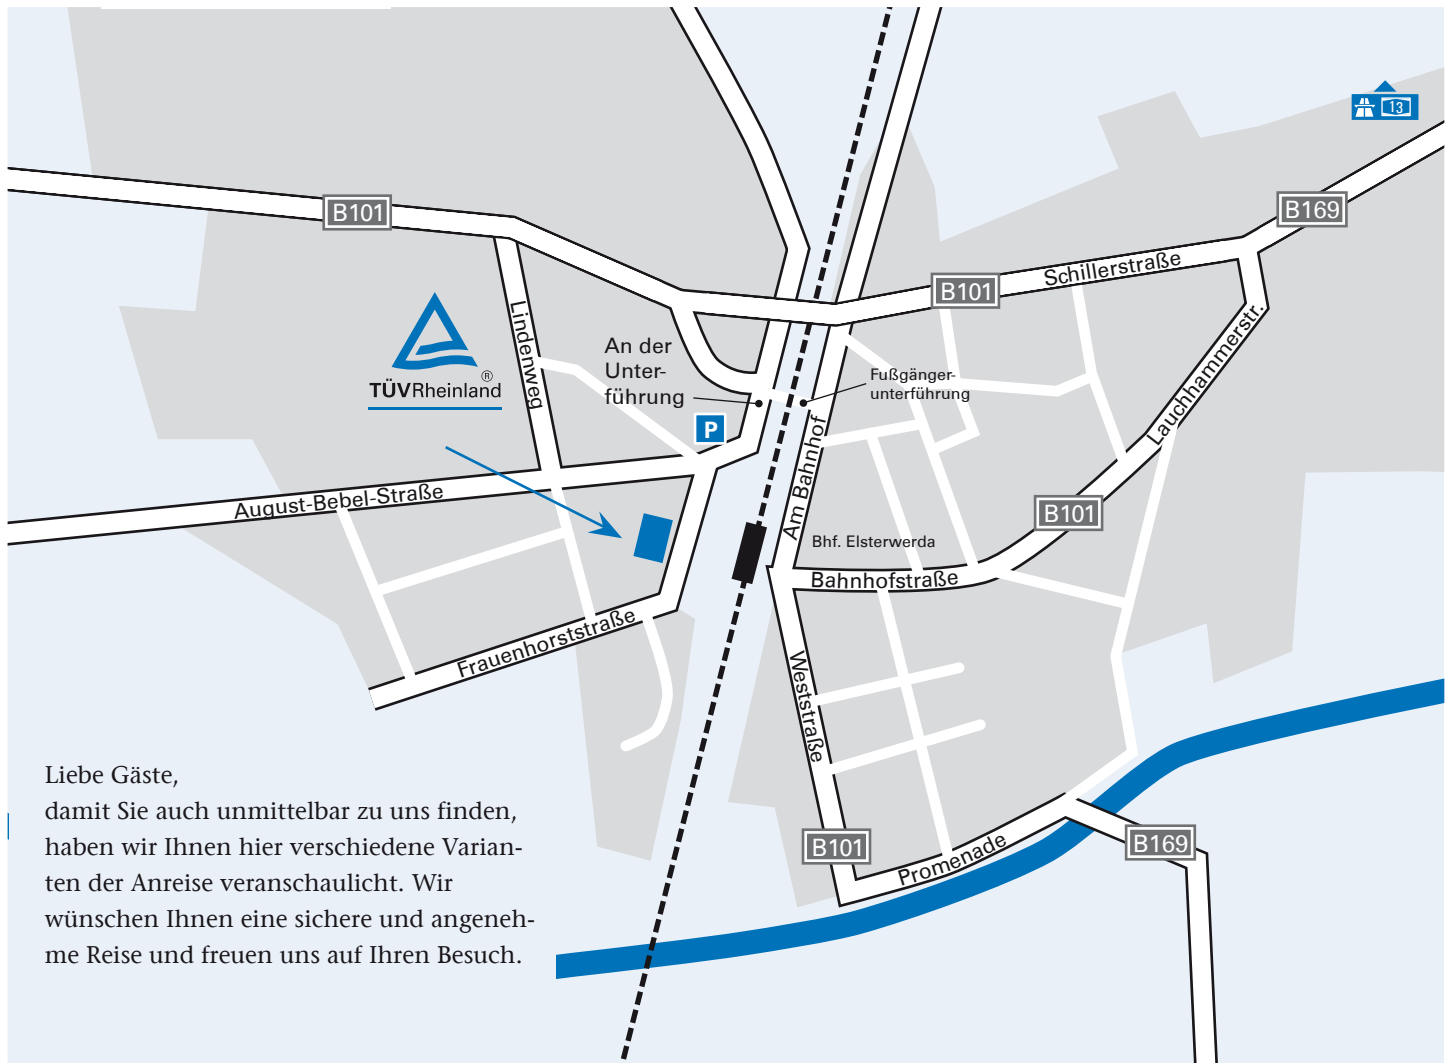 13
B169
B101
B101
Schillerstraße
Lindenweg
An der
Unter-
führung
Fußgänger-
unterführung
Lauchhammerstr.
®
TÜVRheinland
P
Am Bahnhof
August-Bebel-Straße
B101
Bhf. Elsterwerda
Bahnhofstraße
Frauenhorststraße
Weststraße
Liebe Gäste,
damit Sie auch unmittelbar zu uns finden,
haben wir Ihnen hier verschiedene Varian-
ten der Anreise veranschaulicht. Wir
wünschen Ihnen eine sichere und angeneh-
me Reise und freuen uns auf Ihren Besuch.
B101
Promenade
B169